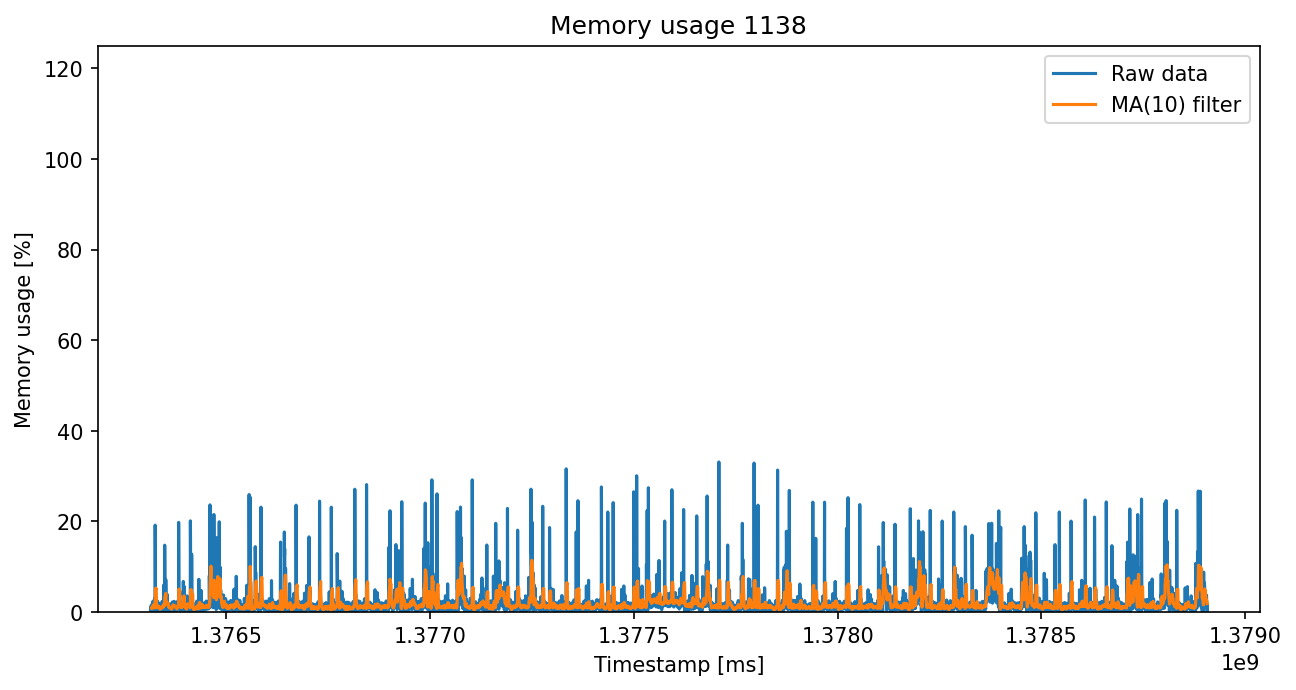 Memory usage 1138
Raw data
MA(10) filter
Memory usage [%]
120
100
80
60
40
20
0
1.3765 1.3770 1.3775 1.3780 1.3785 1.3790
1e9
Timestamp [ms]